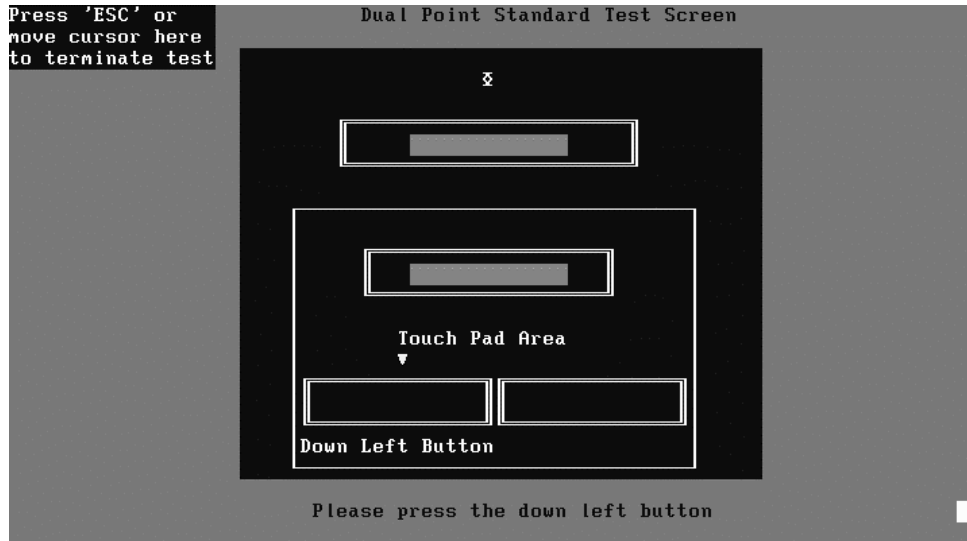 Press 'ESC' or
move cursor here
to terminate test
Dual Point Standard Test Screen
Touch Pad Area
Down Left Button
Please press the down left button